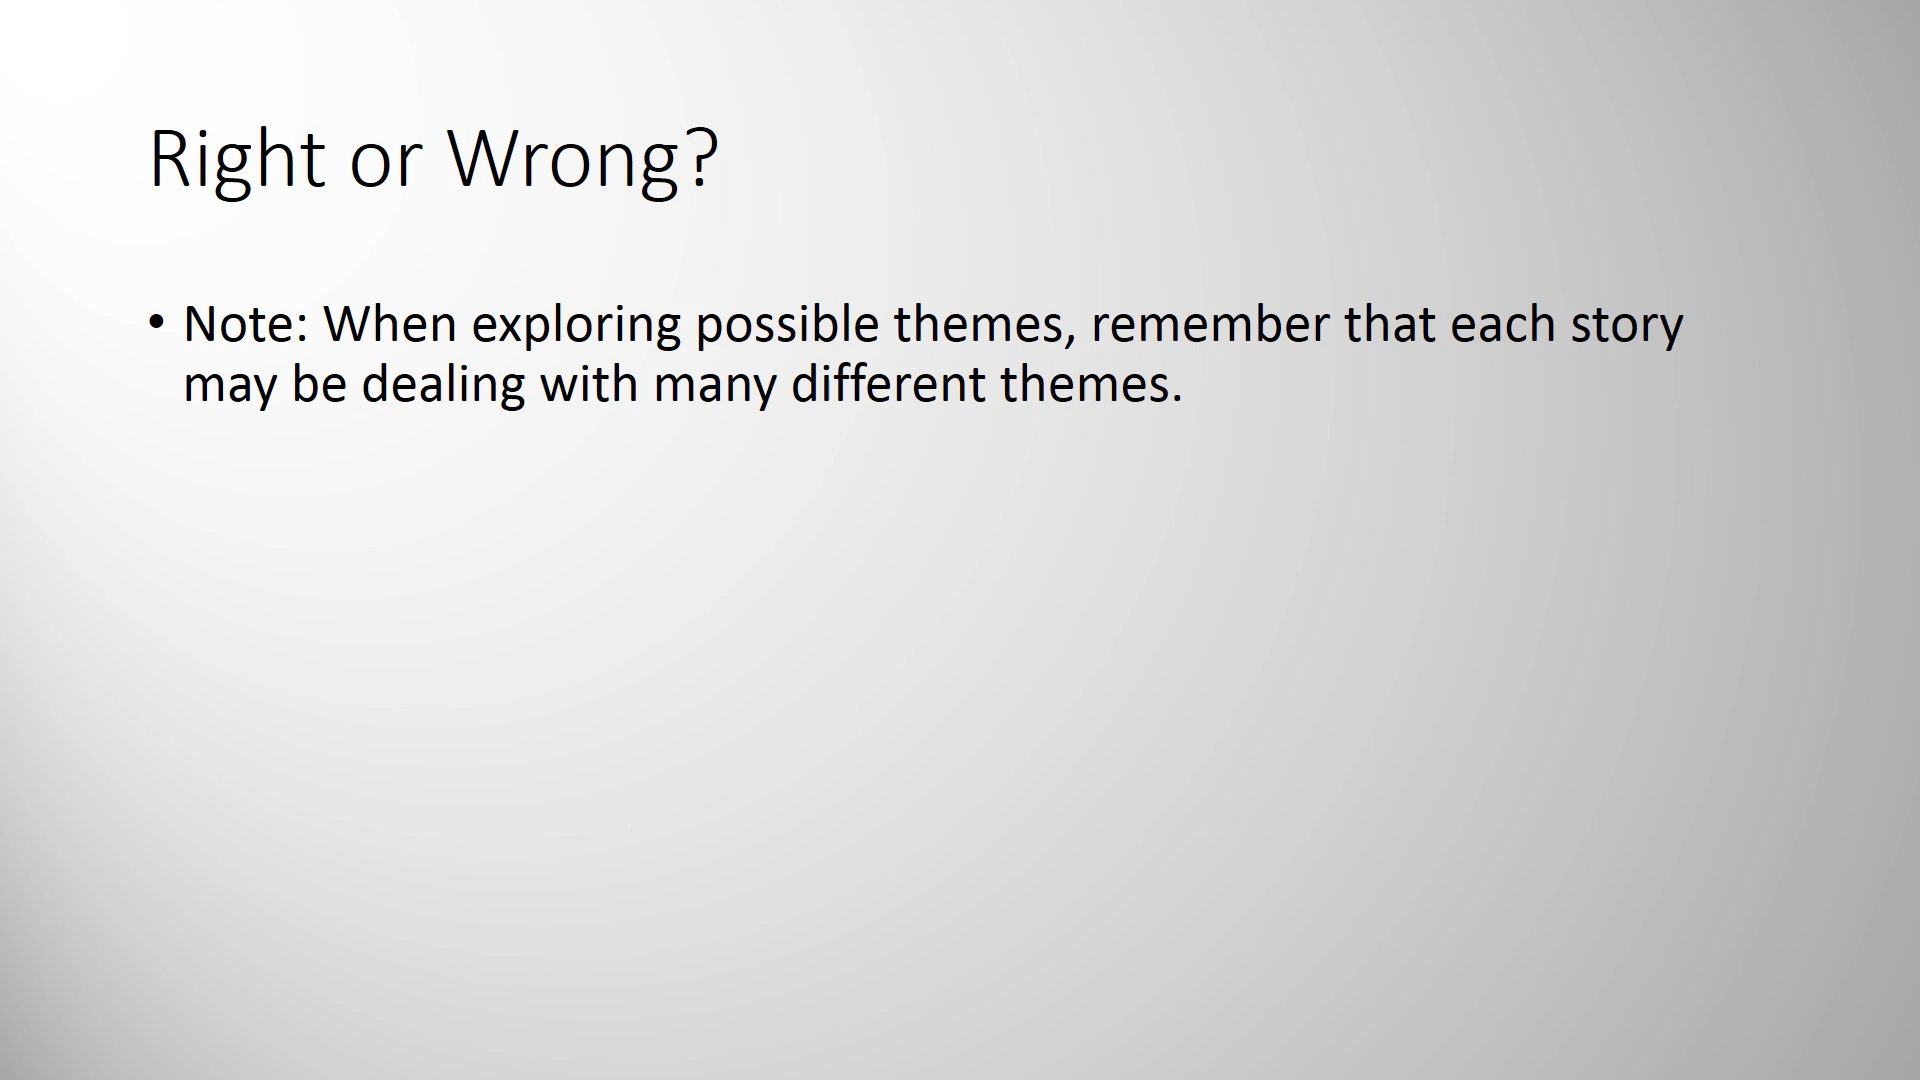 Right or Wrong?
• Note: When exploring possible themes, remember that each story
may be dealing with many different themes.